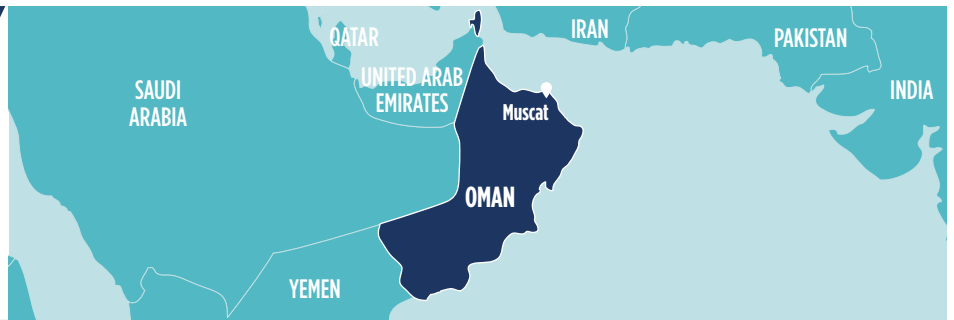 QATAR
IRAN
PAKISTAN
UNITED ARAB
EMIRATES
SAUDI
ARABIA
INDIA
Muscat
OMAN
YEMEN